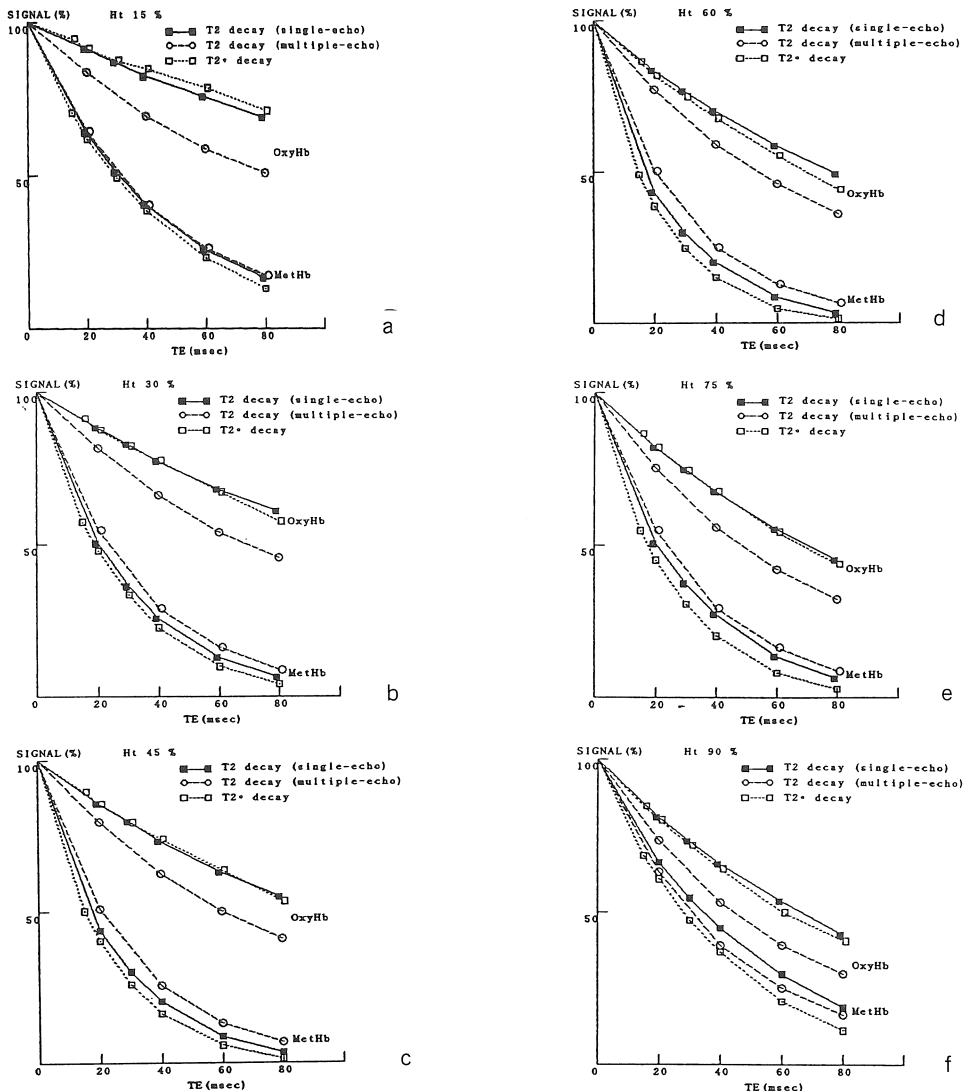 SIGNAL(%) Ht 15 %
100
T2 decay (single-echo)
T2 decay (multiple-echo)
T2* decay
OxyHb
50
MetHb
0 20 40 60 80
TE (msec)
a
SIGNAL(%) Ht 30 %
100
T2 decay (single-echo)
T2 decay (multiple-echo)
T2* decay
OxyHb
50
MetHb
0 20 40 60 80
TE (msec)
b
SIGNAL(%) Ht 45 %
100
T2 decay (single-echo)
T2 decay (multiple-echo)
T2* decay
50
OxyHb
MetHb
0 20 40 60 80
TE (msec)
c
SIGNAL(%) Ht 60 %
100
T2 decay (single-echo)
T2 decay (multiple-echo)
T2* decay
50
OxyHb
MetHb
0 20 40 60 80
TE (msec)
d
SIGNAL(%) Ht 75 %
100
T2 decay (single-echo)
T2 decay (multiple-echo)
T2* decay
50
OxyHb
MetHb
0 20 40 60 80
TE (msec)
e
SIGNAL(%) Ht 90 %
100
T2 decay (single-echo)
T2 decay (multiple-echo)
T2* decay
50
OxyHb
MetHb
0 20 40 60 80
TE (msec)
f